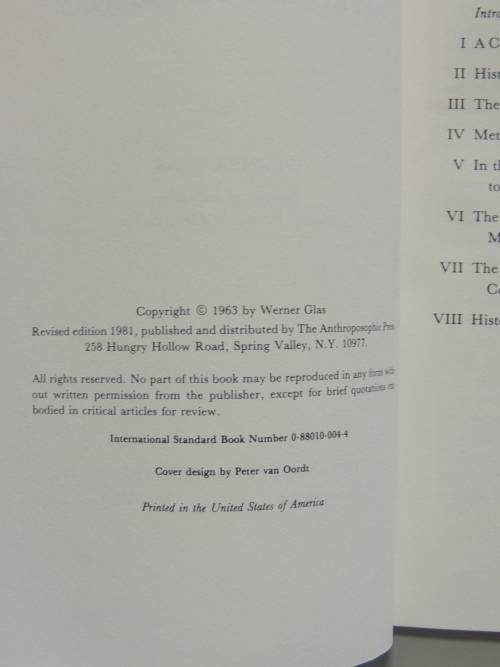 Copyright © 1963 by Werner Glas
Revised edition 1981, published and distributed by The Anthroposophic Press
258 Hungry Hollow Road, Spring Valley, N.Y. 10977.
All rights reserved. No part of this book may be reproduced in any form with-
out written permission from the publisher, except for brief quotations em-
bodied in critical articles for review.
International Standard Book Number 0-88010-004-4
Cover design by Peter van Oordt
Printed in the United States of America
Intro
I A C
II Hist
III The
IV Met
V In th
to
VI The
M
VII The
Co
VIII Histo